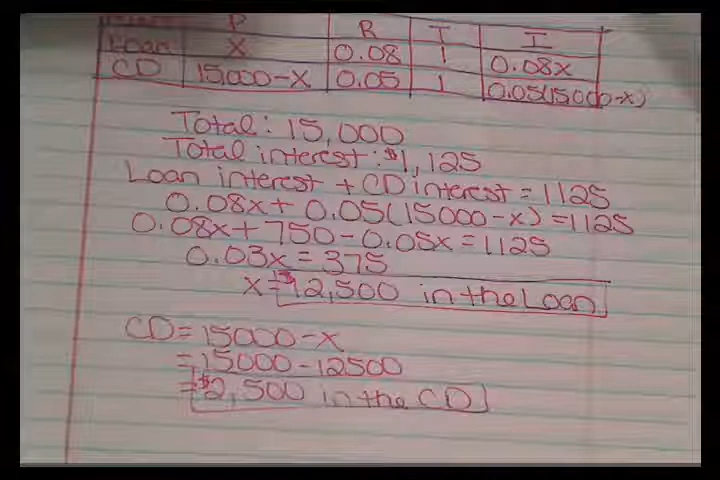 P R T I
Loan X 0.08 1 0.08x
CD 15000-X 0.05 1 0.05(15000-x)
Total: 15,000
Total interest: $1,125
Loan interest + CD interest = 1125
0.08x + 0.05(15000-x) = 1125
0.08x + 750 - 0.05x = 1125
0.03x = 375
x = $12,500 in the Loan
CD = 15000-x
= 15000-12500
= $2,500 in the CD